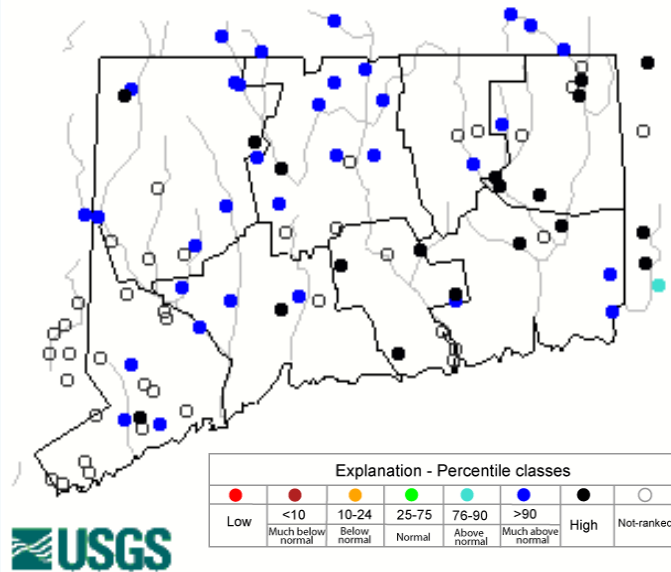 Explanation - Percentile classes
Low
<10
Much below
normal
10-24
Below
normal
25-75
Normal
76-90
Above
normal
>90
Much above
normal
High
Not-ranked
USGS